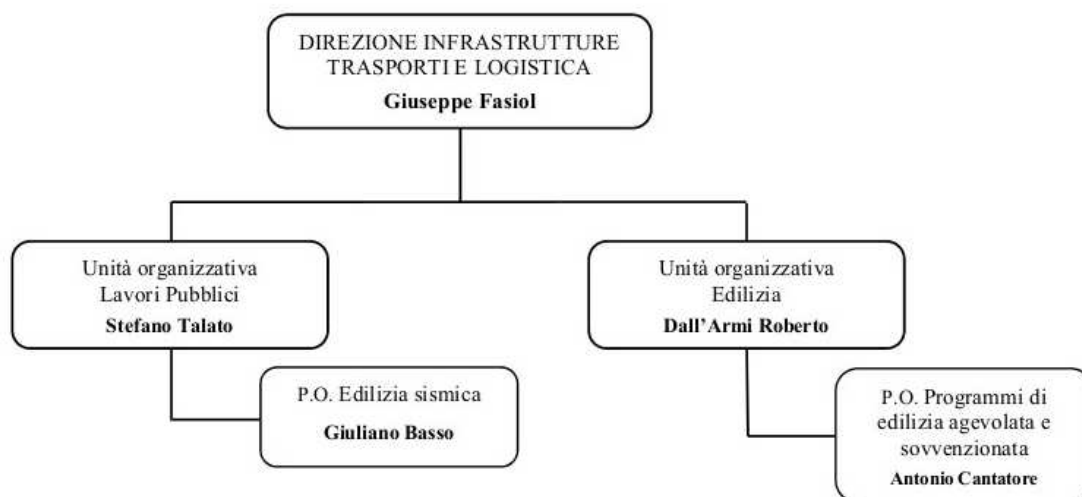 DIREZIONE INFRASTRUTTURE
TRASPORTI E LOGISTICA
Giuseppe Fasiol
Unità organizzativa
Lavori Pubblici
Stefano Talato
Unità organizzativa
Edilizia
Dall'Armi Roberto
P.O. Edilizia sismica
Giuliano Basso
P.O. Programmi di
edilizia agevolata e
sovvenzionata
Antonio Cantatore